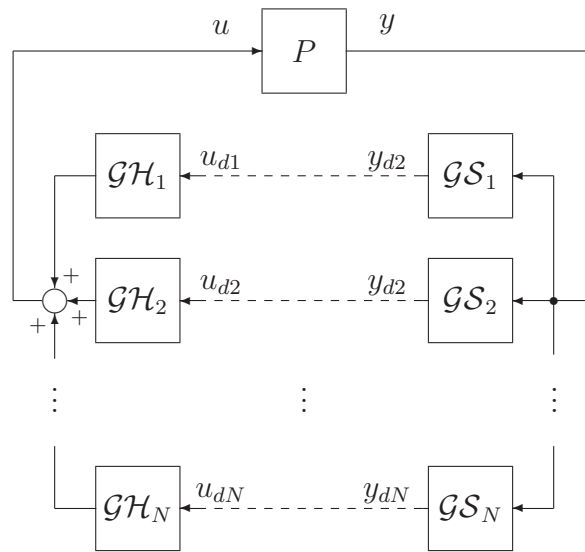 u P y
𝒢ℋ₁ u_{d1} y_{d2} 𝒢𝒮₁
+
𝒢ℋ₂ u_{d2} y_{d2} 𝒢𝒮₂
+ +
⋮ ⋮ ⋮
𝒢ℋ_N u_{dN} y_{dN} 𝒢𝒮_N